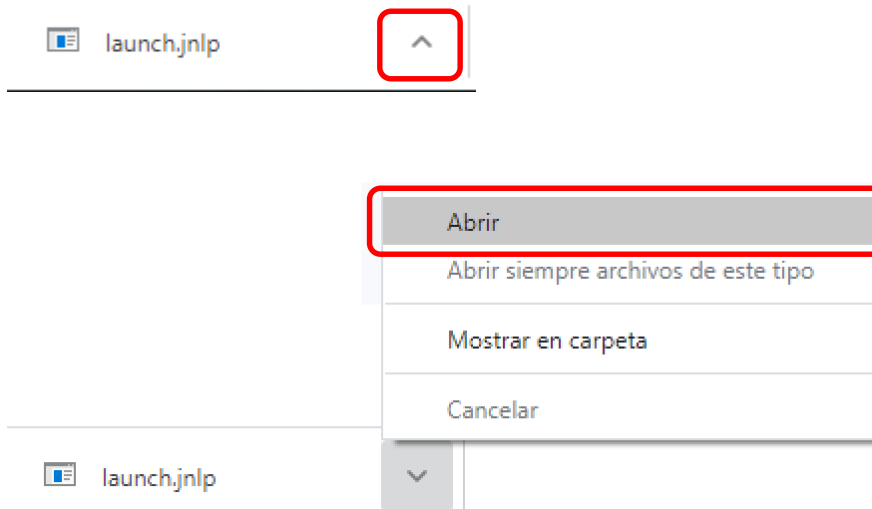 launch.jnlp
Abrir
Abrir siempre archivos de este tipo
Mostrar en carpeta
Cancelar
launch.jnlp